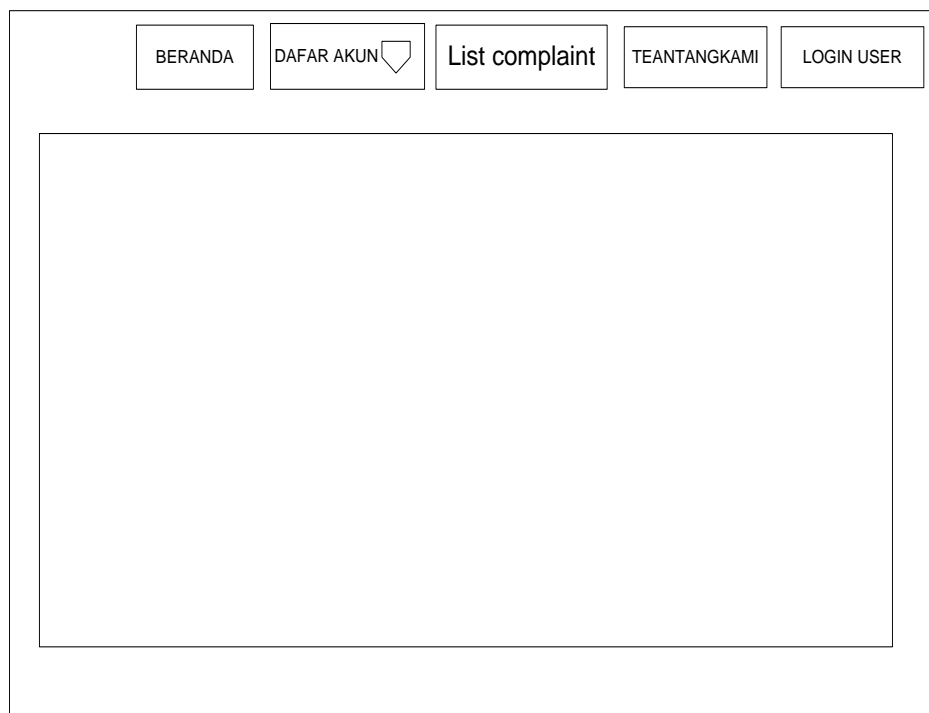 BERANDA
DAFAR AKUN
List complaint
TEANTANGKAMI
LOGIN USER